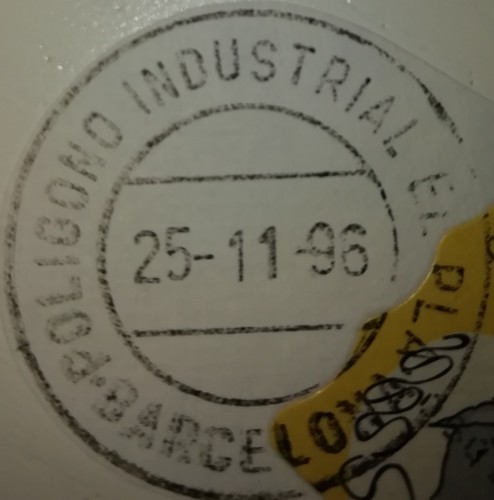 POLIGONO INDUSTRIAL EL PLA
25-11-96
BARCELONA